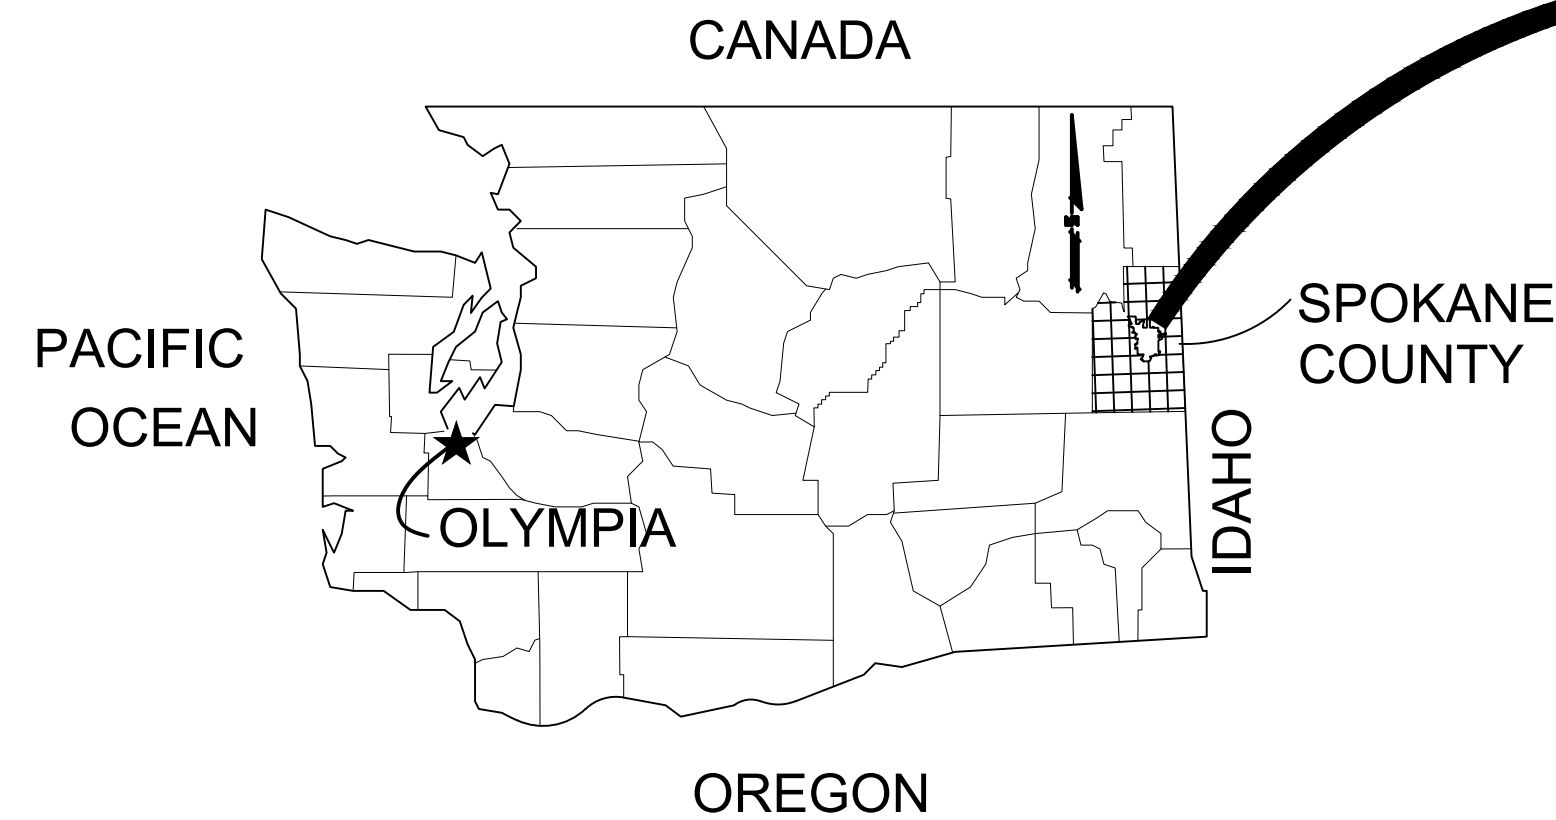 CANADA
PACIFIC
OCEAN
SPOKANE
COUNTY
IDAHO
OLYMPIA
OREGON